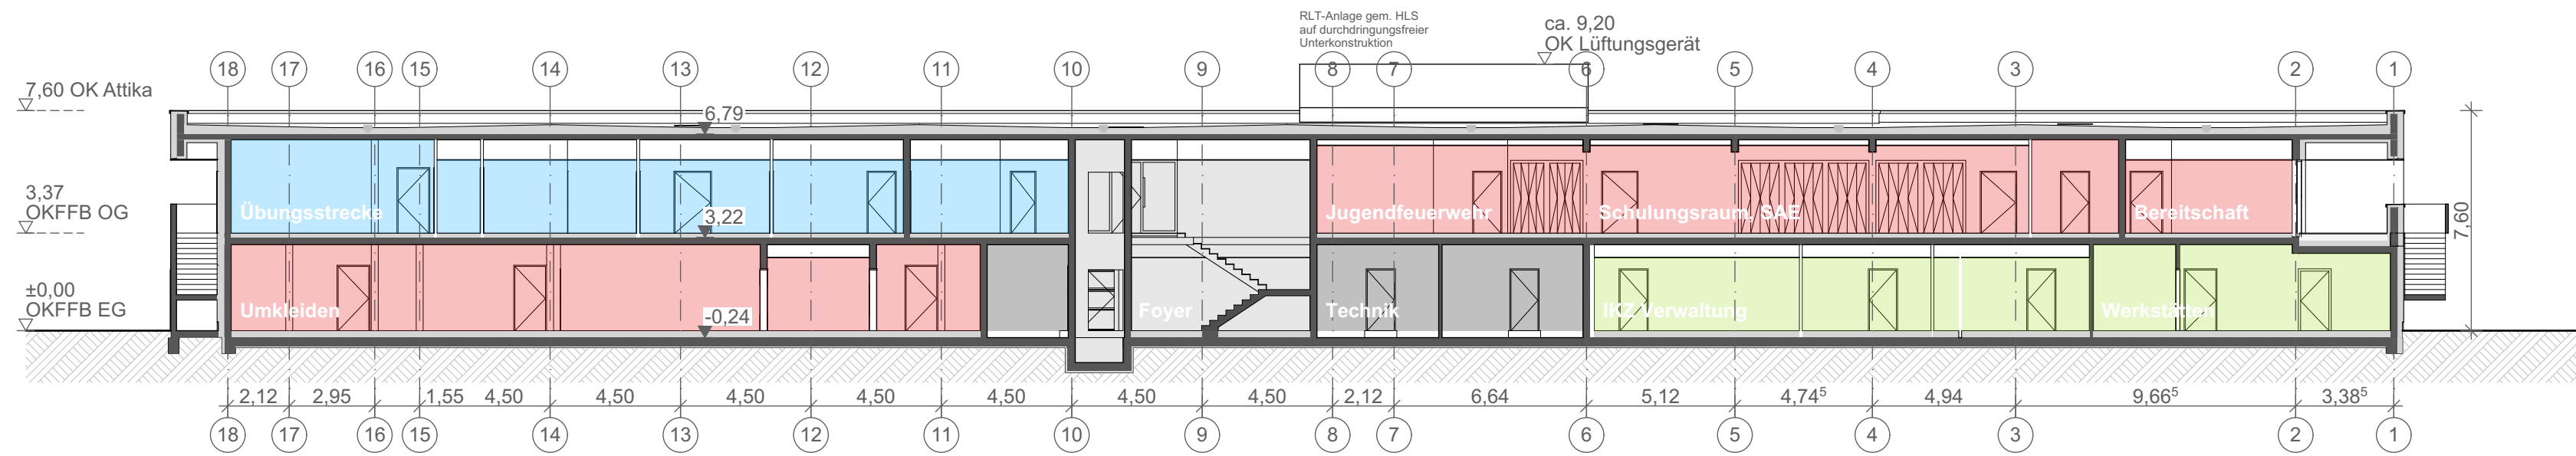 RLT-Anlage gem. HLS
auf durchdringungsfreier
Unterkonstruktion
ca. 9,20
OK Lüftungsgerät
18 17 16 15 14 13 12 11 10 9 8 7 6 5 4 3 2 1
7,60 OK Attika
6,79
3,37
OKFFB OG
Übungsstrecke
3,22
Jugendfeuerwehr
Schulungsraum, SAE
Bereitschaft
7,60
±0,00
OKFFB EG
Umkleiden
-0,24
Foyer
Technik
IKZ Verwaltung
Werkstätten
2,12 2,95 1,55 4,50 4,50 4,50 4,50 4,50 4,50 4,50 2,12 6,64 5,12 4,74⁵ 4,94 9,66⁵ 3,38⁵
18 17 16 15 14 13 12 11 10 9 8 7 6 5 4 3 2 1